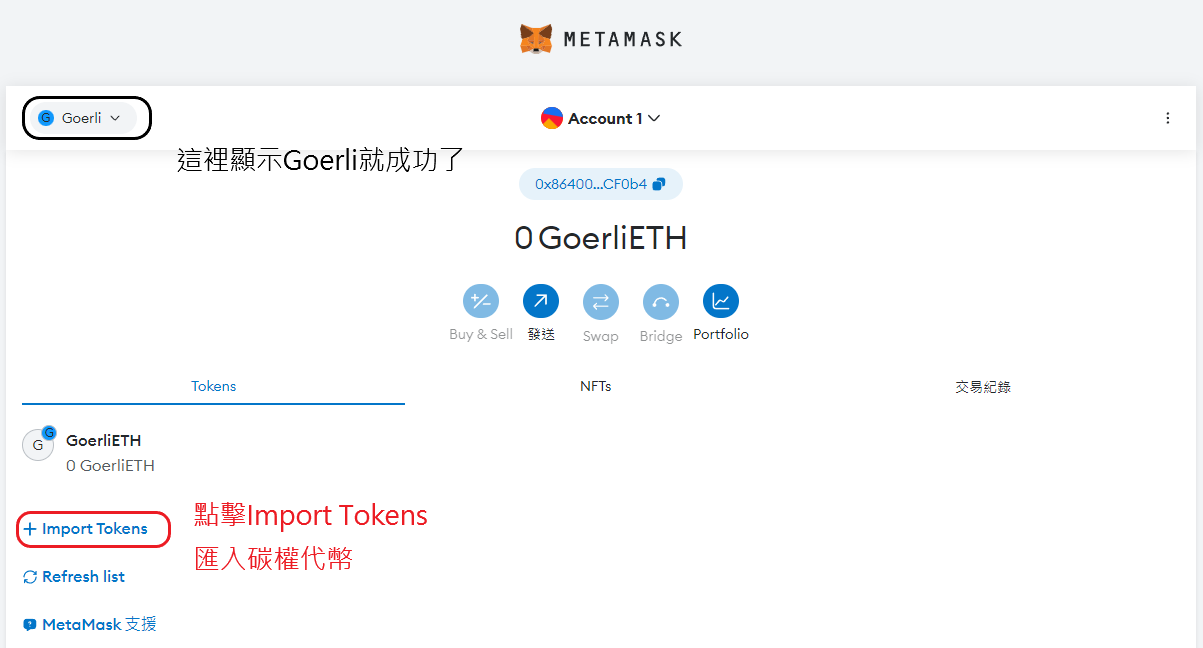 METAMASK
G Goerli
Account 1
這裡顯示Goerli就成功了
0x86400...CF0b4
0 GoerliETH
Buy & Sell 發送 Swap Bridge Portfolio
Tokens NFTs 交易紀錄
G G GoerliETH
0 GoerliETH
+ Import Tokens
點擊Import Tokens
匯入碳權代幣
Refresh list
MetaMask 支援